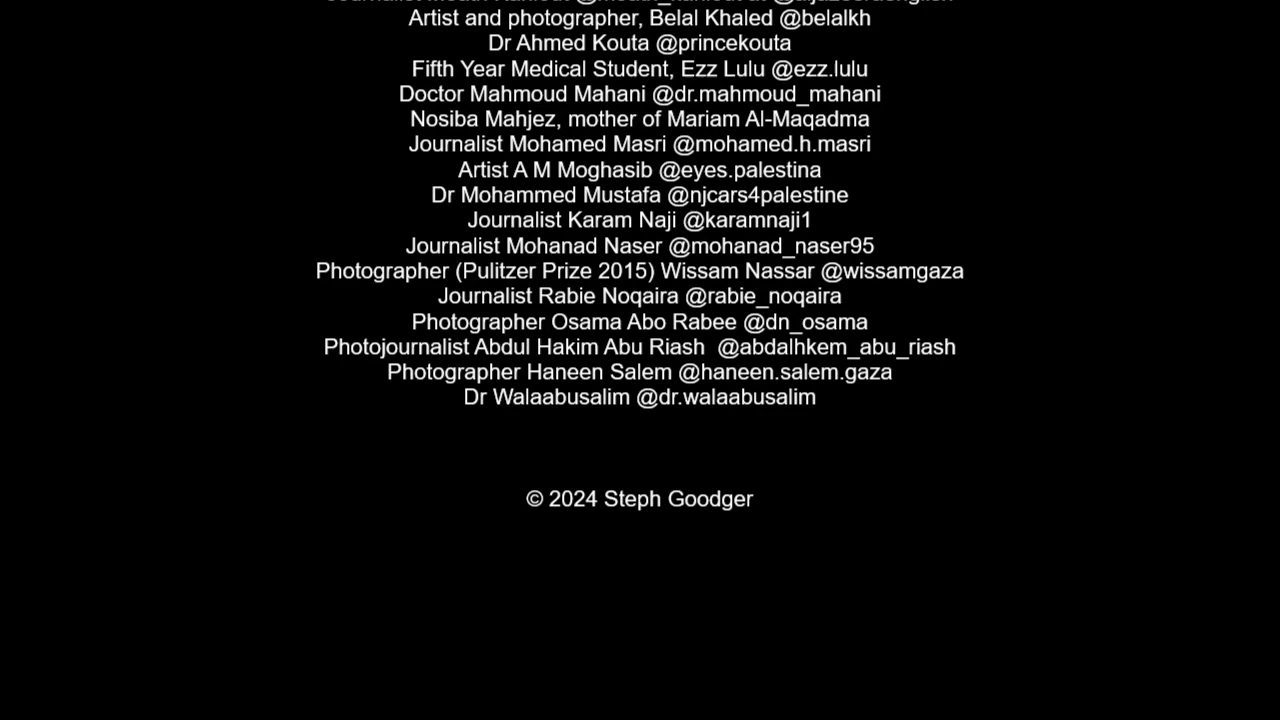 Artist and photographer, Belal Khaled @belalkh
Dr Ahmed Kouta @princekouta
Fifth Year Medical Student, Ezz Lulu @ezz.lulu
Doctor Mahmoud Mahani @dr.mahmoud_mahani
Nosiba Mahjez, mother of Mariam Al-Maqadma
Journalist Mohamed Masri @mohamed.h.masri
Artist A M Moghasib @eyes.palestina
Dr Mohammed Mustafa @njcars4palestine
Journalist Karam Naji @karamnaji1
Journalist Mohanad Naser @mohanad_naser95
Photographer (Pulitzer Prize 2015) Wissam Nassar @wissamgaza
Journalist Rabie Noqaira @rabie_noqaira
Photographer Osama Abo Rabee @dn_osama
Photojournalist Abdul Hakim Abu Riash  @abdalhkem_abu_riash
Photographer Haneen Salem @haneen.salem.gaza
Dr Walaabusalim @dr.walaabusalim
© 2024 Steph Goodger